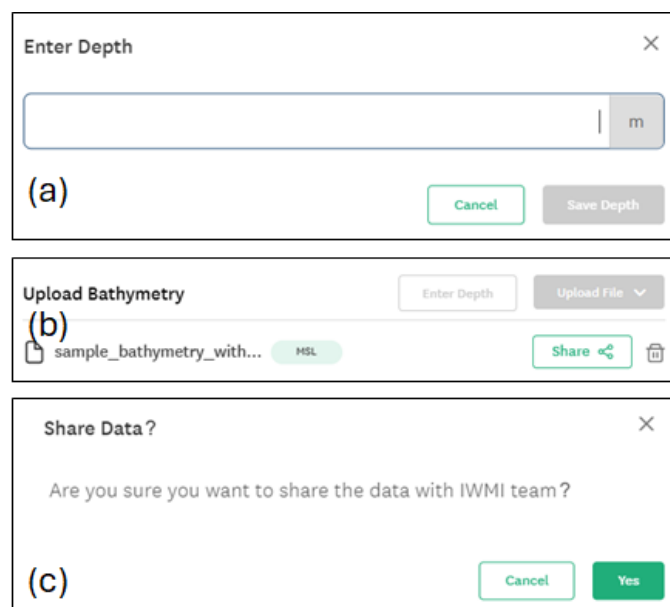 Enter Depth
m
(a)
Cancel
Save Depth
Upload Bathymetry
Enter Depth
Upload File
(b)
sample_bathymetry_with...
MSL
Share
Share Data?
Are you sure you want to share the data with IWMI team?
(c)
Cancel
Yes